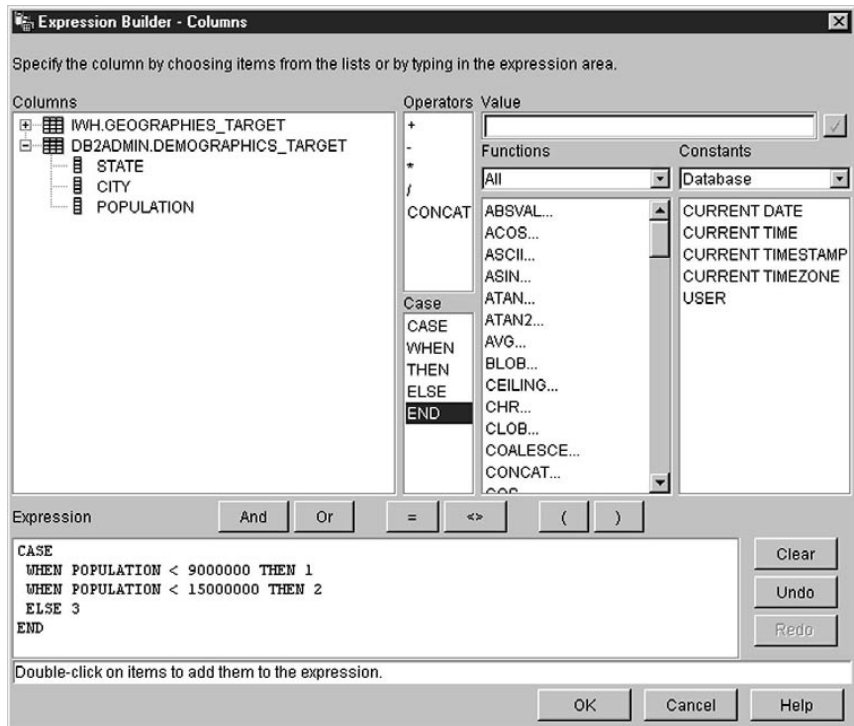 Expression Builder - Columns
Specify the column by choosing items from the lists or by typing in the expression area.
Columns
IWH.GEOGRAPHIES_TARGET
DB2ADMIN.DEMOGRAPHICS_TARGET
STATE
CITY
POPULATION
Operators
+
-
*
/
CONCAT
Case
CASE
WHEN
THEN
ELSE
END
Value
Functions
All
ABSVAL...
ACOS...
ASCII...
ASIN...
ATAN...
ATAN2...
AVG...
BLOB...
CEILING...
CHR...
CLOB...
COALESCE...
CONCAT...
Constants
Database
CURRENT DATE
CURRENT TIME
CURRENT TIMESTAMP
CURRENT TIMEZONE
USER
Expression
And
Or
=
<>
(
)
CASE
WHEN POPULATION < 9000000 THEN 1
WHEN POPULATION < 15000000 THEN 2
ELSE 3
END
Clear
Undo
Redo
Double-click on items to add them to the expression.
OK
Cancel
Help